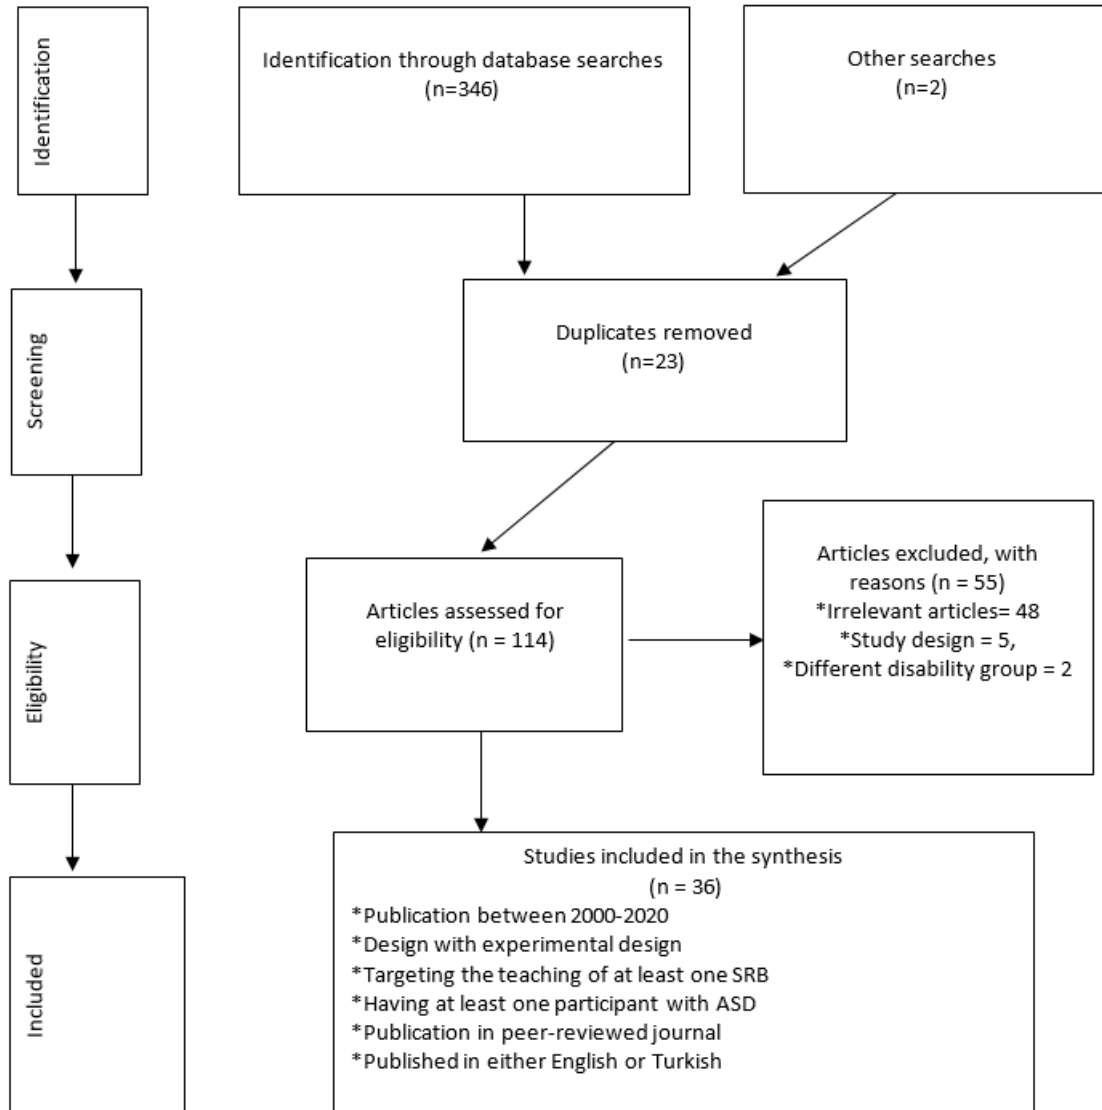 Identification
Identification through database searches
(n=346)
Other searches
(n=2)
Screening
Duplicates removed
(n=23)
Eligibility
Articles assessed for
eligibility (n = 114)
Articles excluded, with
reasons (n = 55)
*Irrelevant articles= 48
*Study design = 5,
*Different disability group = 2
Included
Studies included in the synthesis
(n = 36)
*Publication between 2000-2020
*Design with experimental design
*Targeting the teaching of at least one SRB
*Having at least one participant with ASD
*Publication in peer-reviewed journal
*Published in either English or Turkish